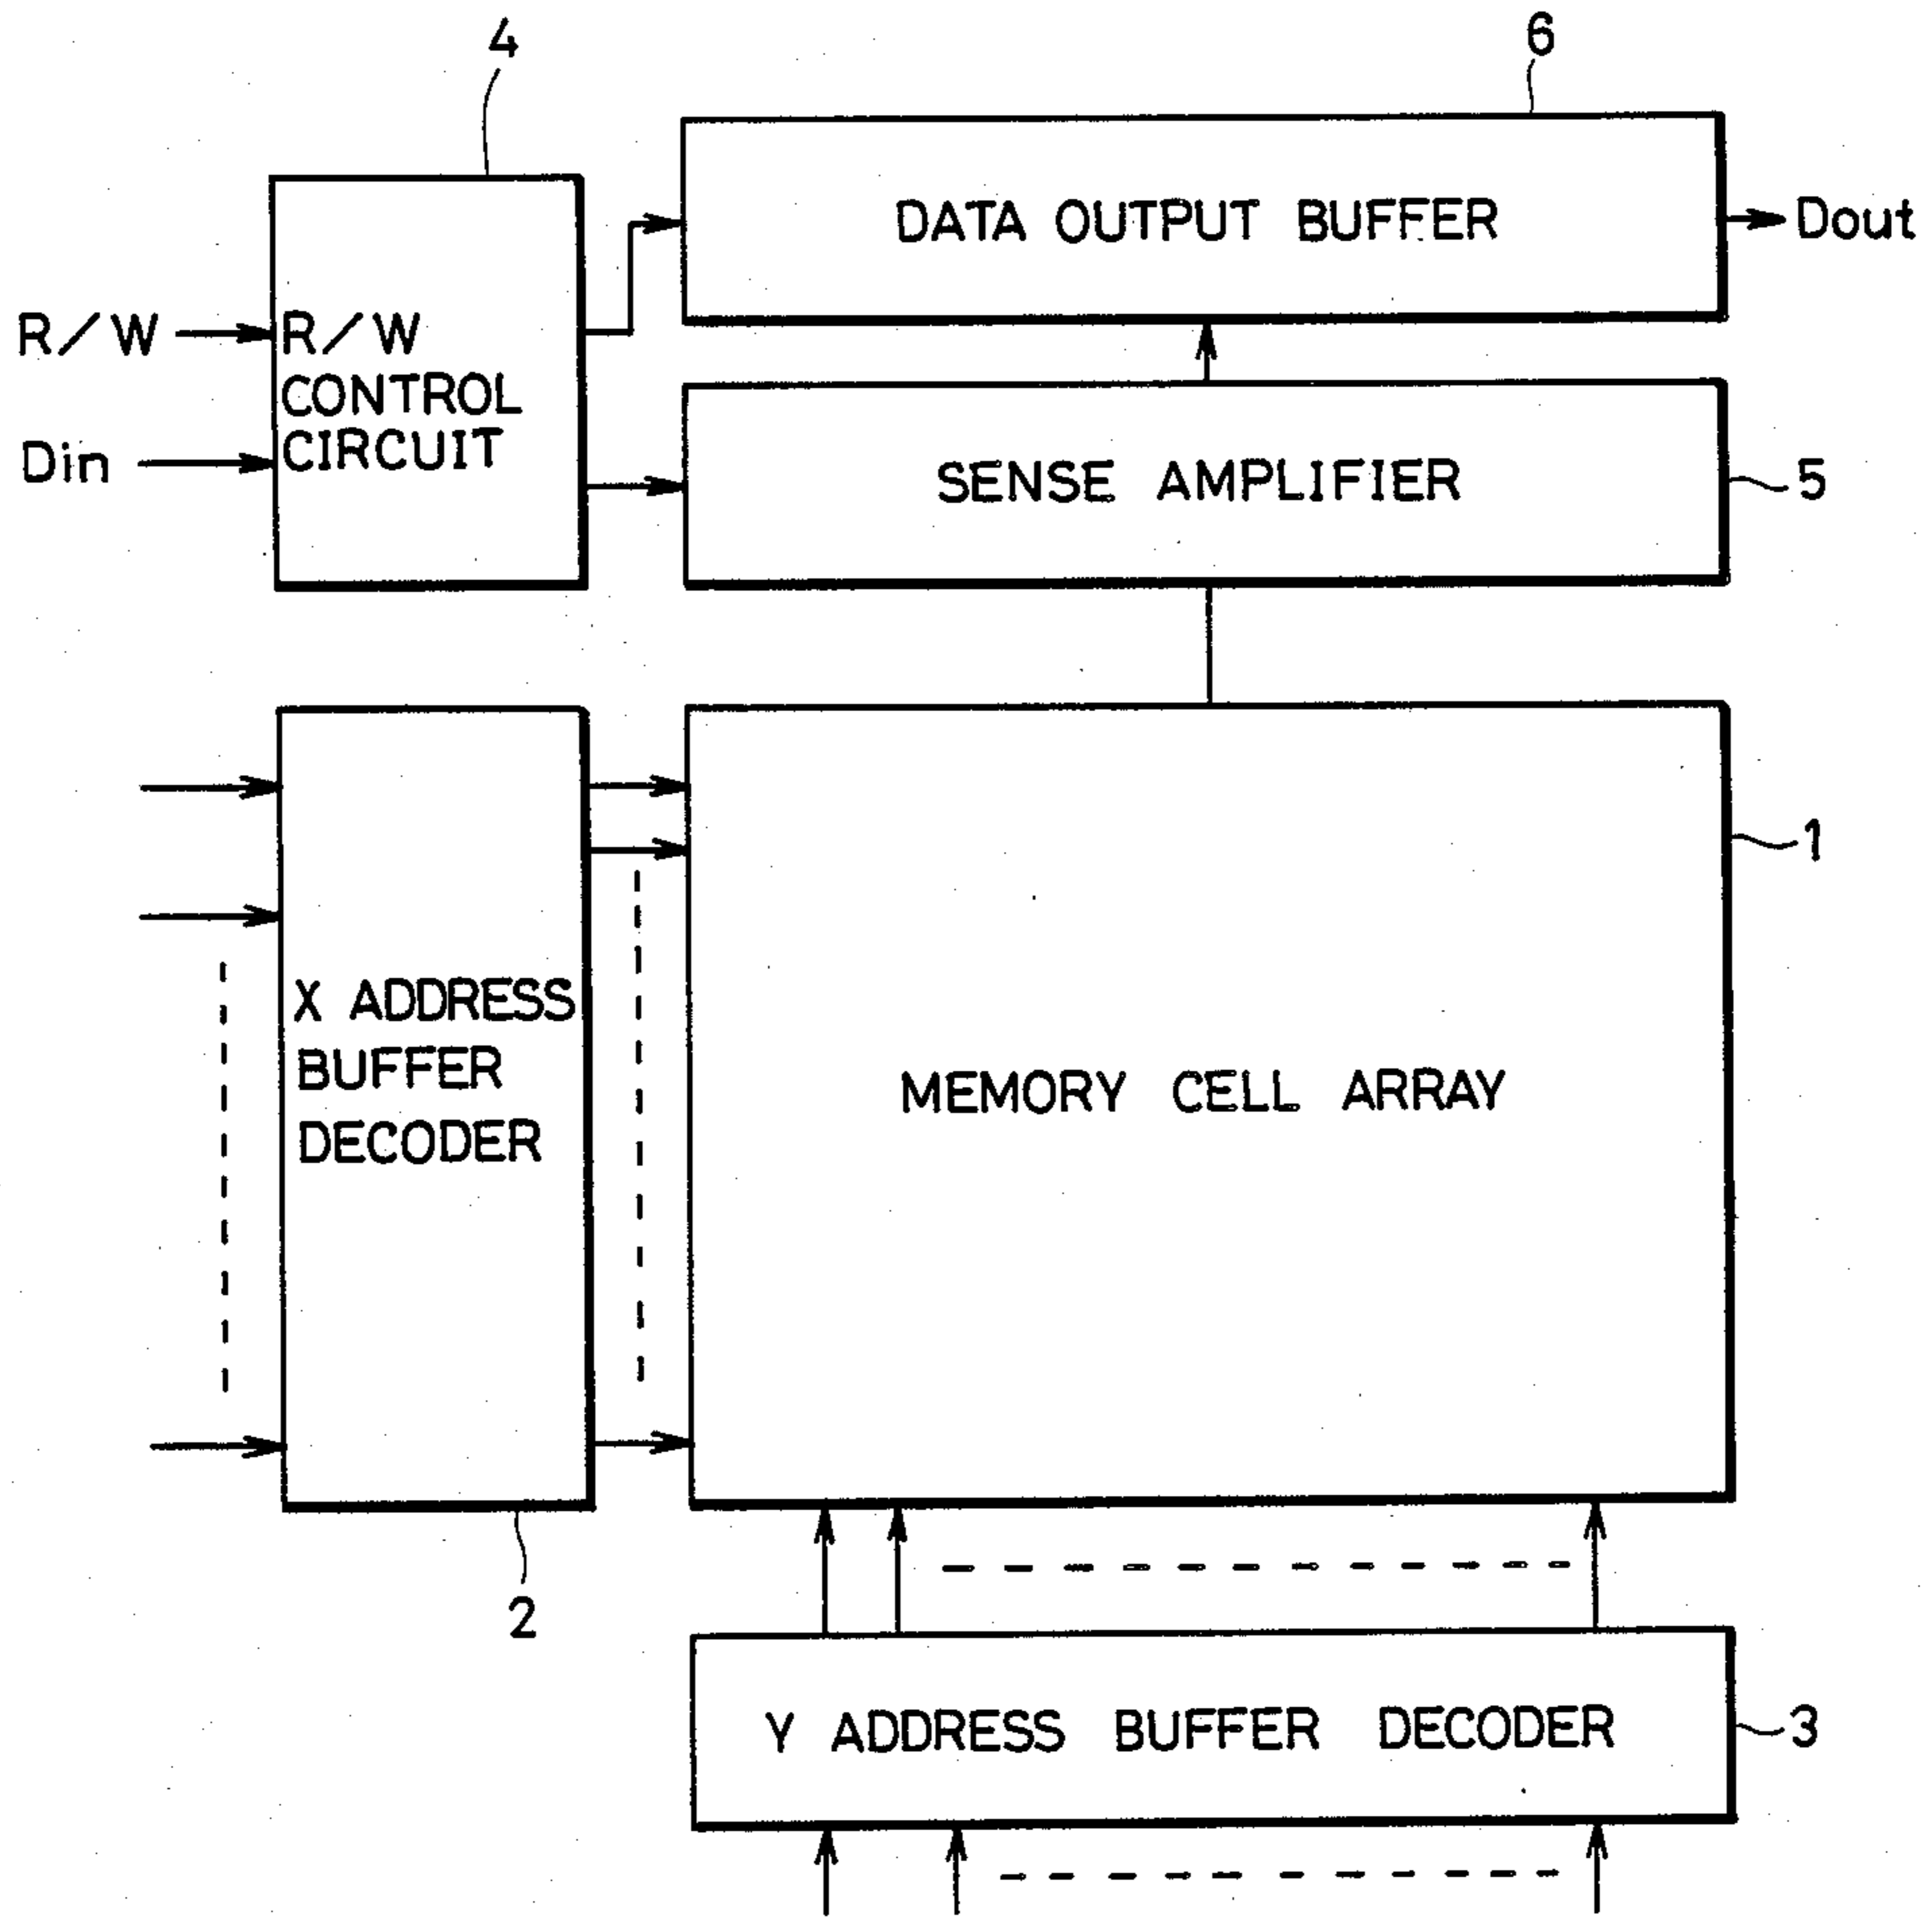 4
6
DATA OUTPUT BUFFER
Dout
R/W
R/W
CONTROL
CIRCUIT
Din
SENSE AMPLIFIER
5
1
X ADDRESS
BUFFER
DECODER
MEMORY CELL ARRAY
2
Y ADDRESS BUFFER DECODER
3